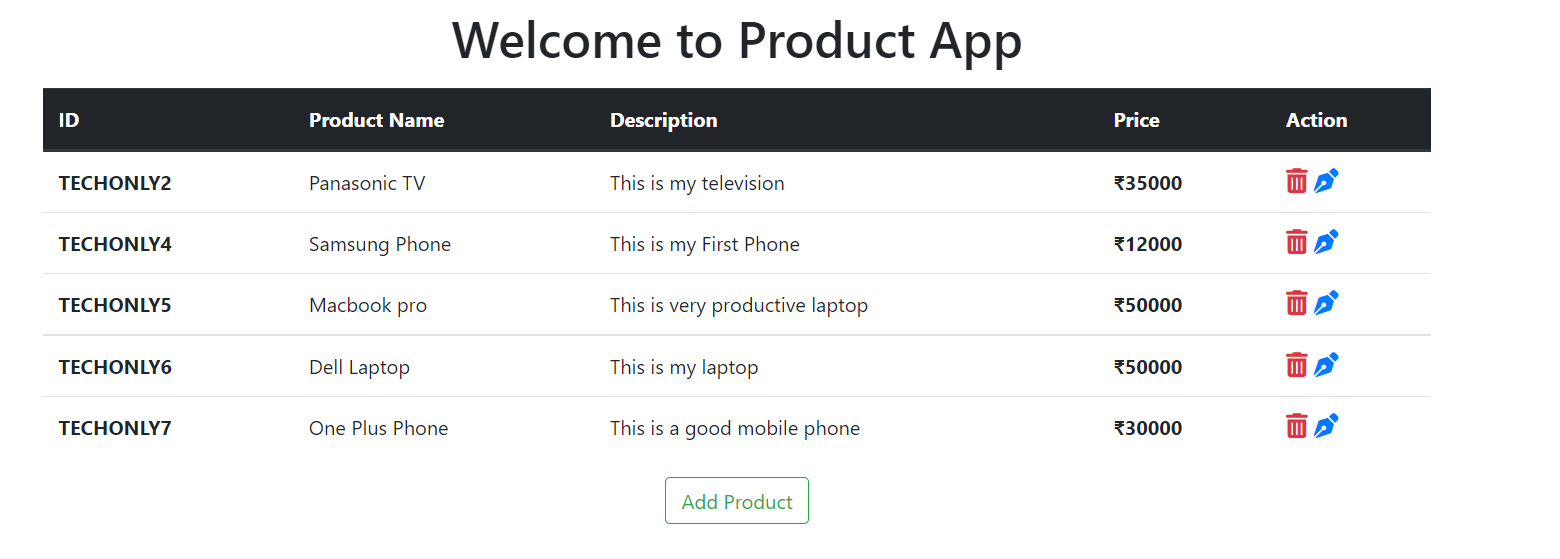 Welcome to Product App
ID Product Name Description Price Action
TECHONLY2 Panasonic TV This is my television ₹35000
TECHONLY4 Samsung Phone This is my First Phone ₹12000
TECHONLY5 Macbook pro This is very productive laptop ₹50000
TECHONLY6 Dell Laptop This is my laptop ₹50000
TECHONLY7 One Plus Phone This is a good mobile phone ₹30000
Add Product